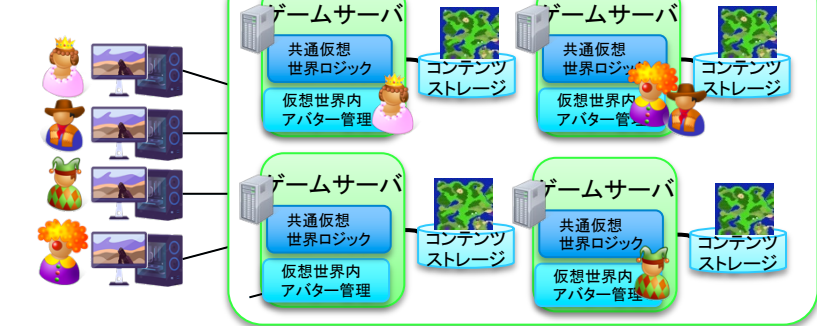 ゲームサーバ
共通仮想
世界ロジック
仮想世界内
アバター管理
コンテンツ
ストレージ
ゲームサーバ
共通仮想
世界ロジック
仮想世界内
アバター管理
コンテンツ
ストレージ
ゲームサーバ
共通仮想
世界ロジック
仮想世界内
アバター管理
コンテンツ
ストレージ
ゲームサーバ
共通仮想
世界ロジック
仮想世界内
アバター管理
コンテンツ
ストレージ